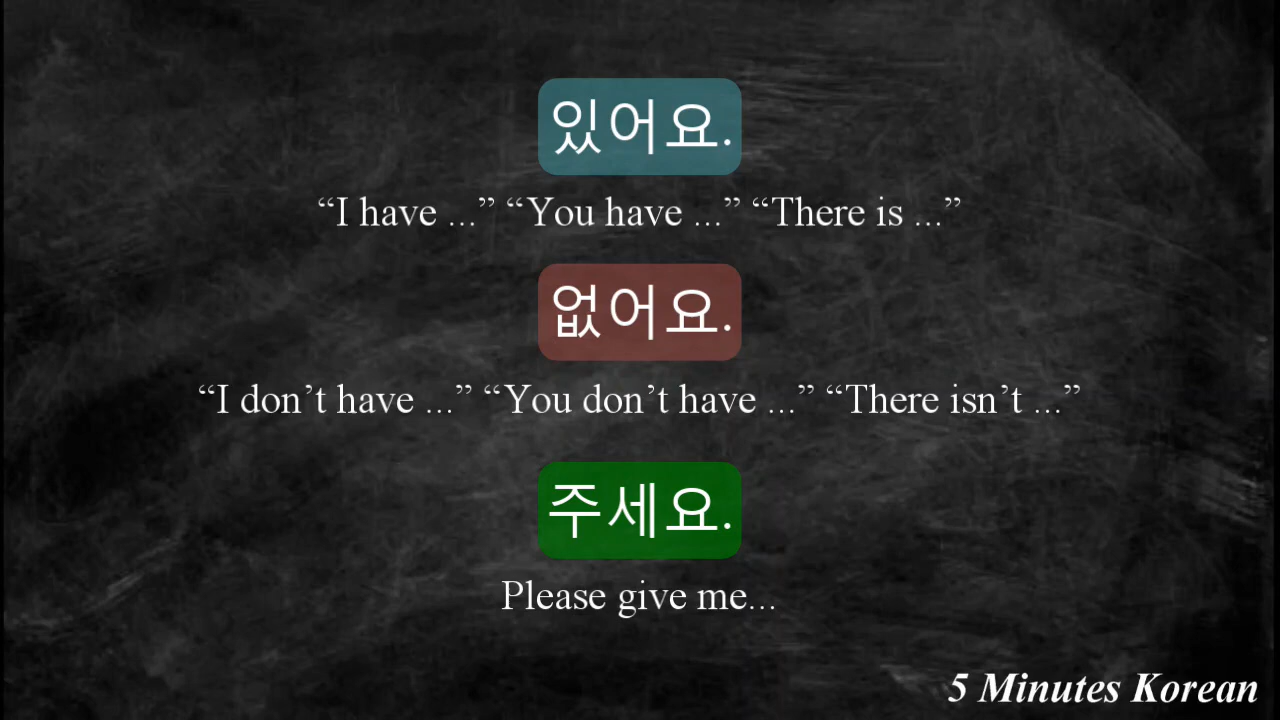 있어요.
“I have ...” “You have ...” “There is ...”
없어요.
“I don’t have ...” “You don’t have ...” “There isn’t ...”
주세요.
Please give me...
5 Minutes Korean